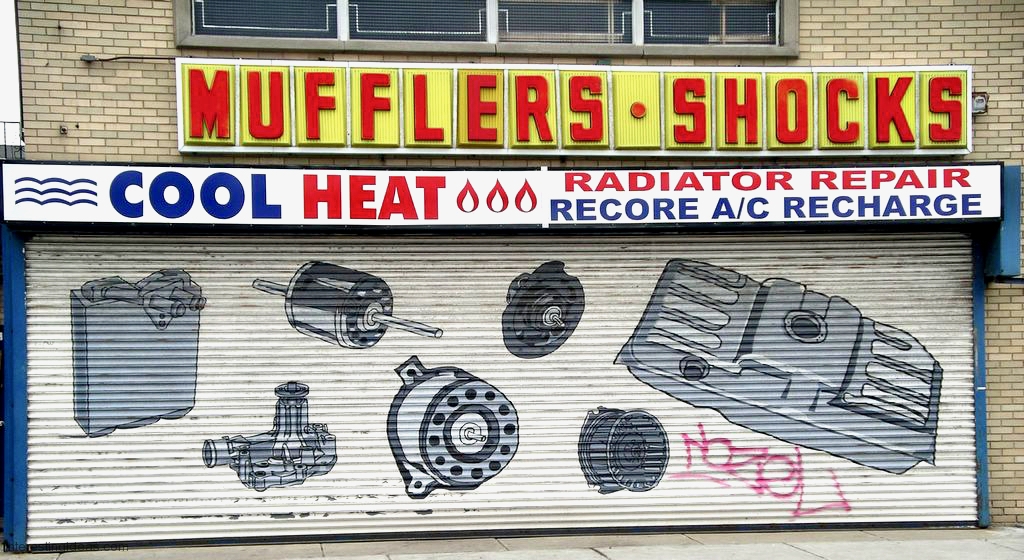 MUFFLERS · SHOCKS
COOL HEAT
RADIATOR REPAIR
RECORE A/C RECHARGE